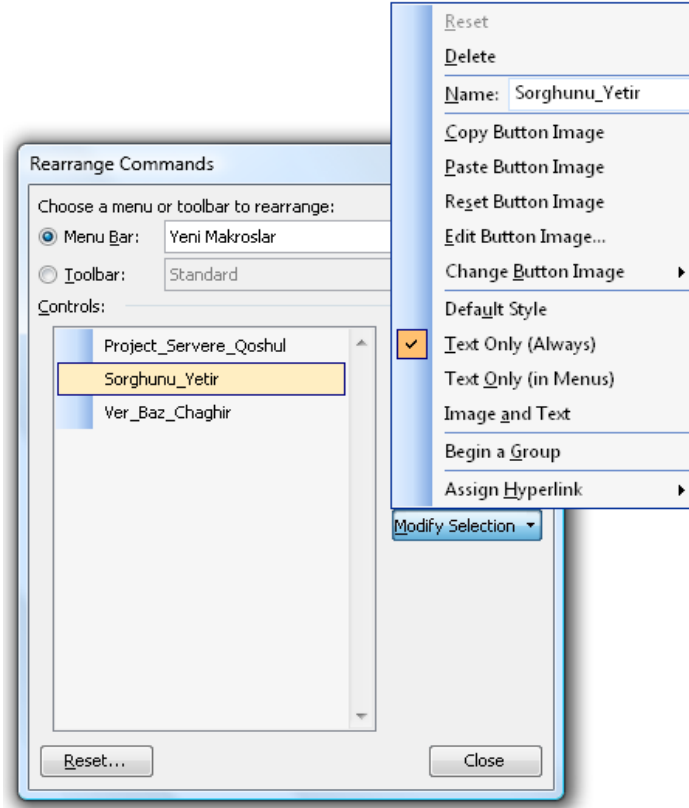 Reset
Delete
Name: Sorghunu_Yetir
Copy Button Image
Paste Button Image
Reset Button Image
Edit Button Image...
Change Button Image
Default Style
Text Only (Always)
Text Only (in Menus)
Image and Text
Begin a Group
Assign Hyperlink
Rearrange Commands
Choose a menu or toolbar to rearrange:
Menu Bar: Yeni Makroslar
Toolbar: Standard
Controls:
Project_Servere_Qoshul
Sorghunu_Yetir
Ver_Baz_Chaghir
Modify Selection
Reset...
Close